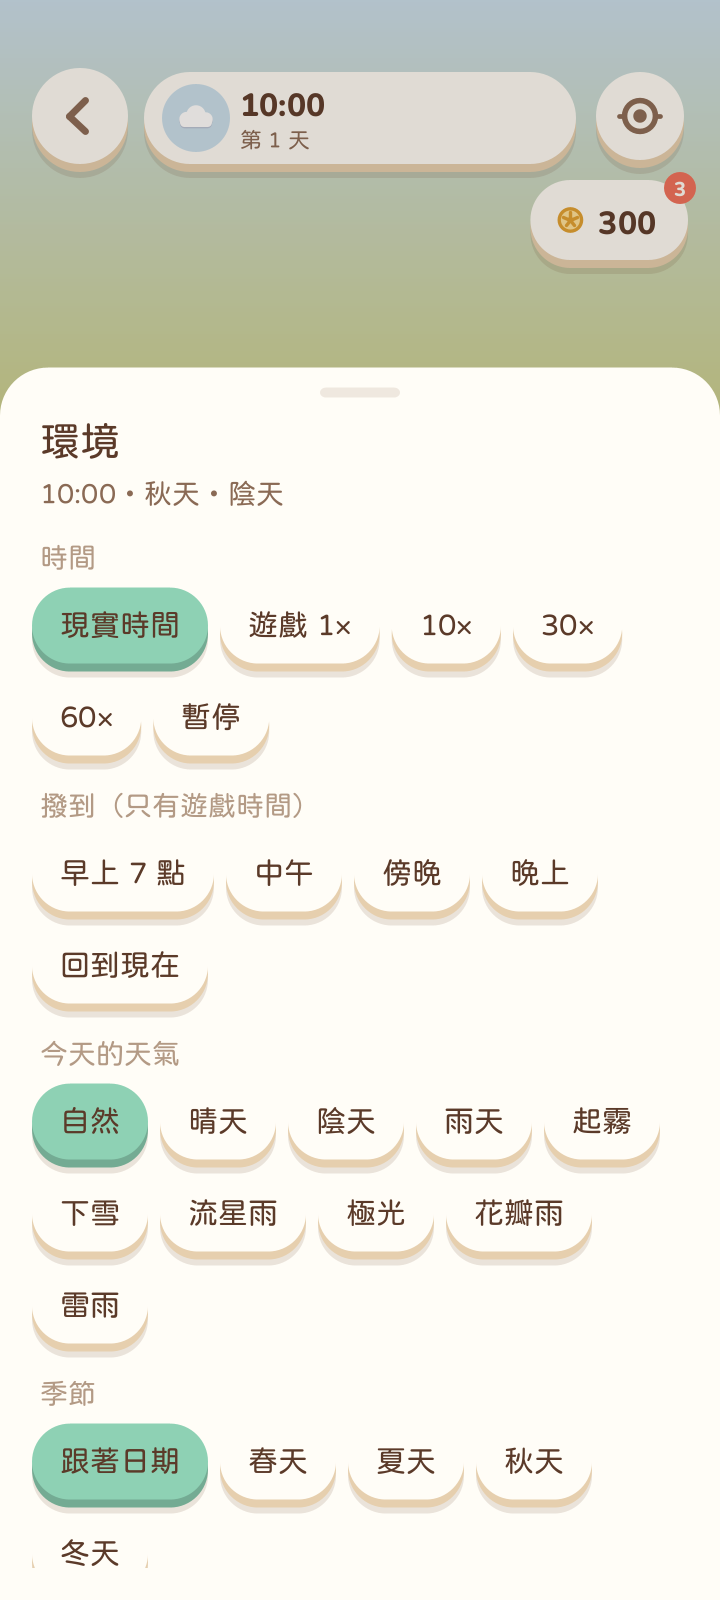 10:00
第 1 天
3
300
環境
10:00・秋天・陰天
時間
現實時間 遊戲 1× 10× 30×
60× 暫停
撥到（只有遊戲時間）
早上 7 點 中午 傍晚 晚上
回到現在
今天的天氣
自然 晴天 陰天 雨天 起霧
下雪 流星雨 極光 花瓣雨
雷雨
季節
跟著日期 春天 夏天 秋天
冬天